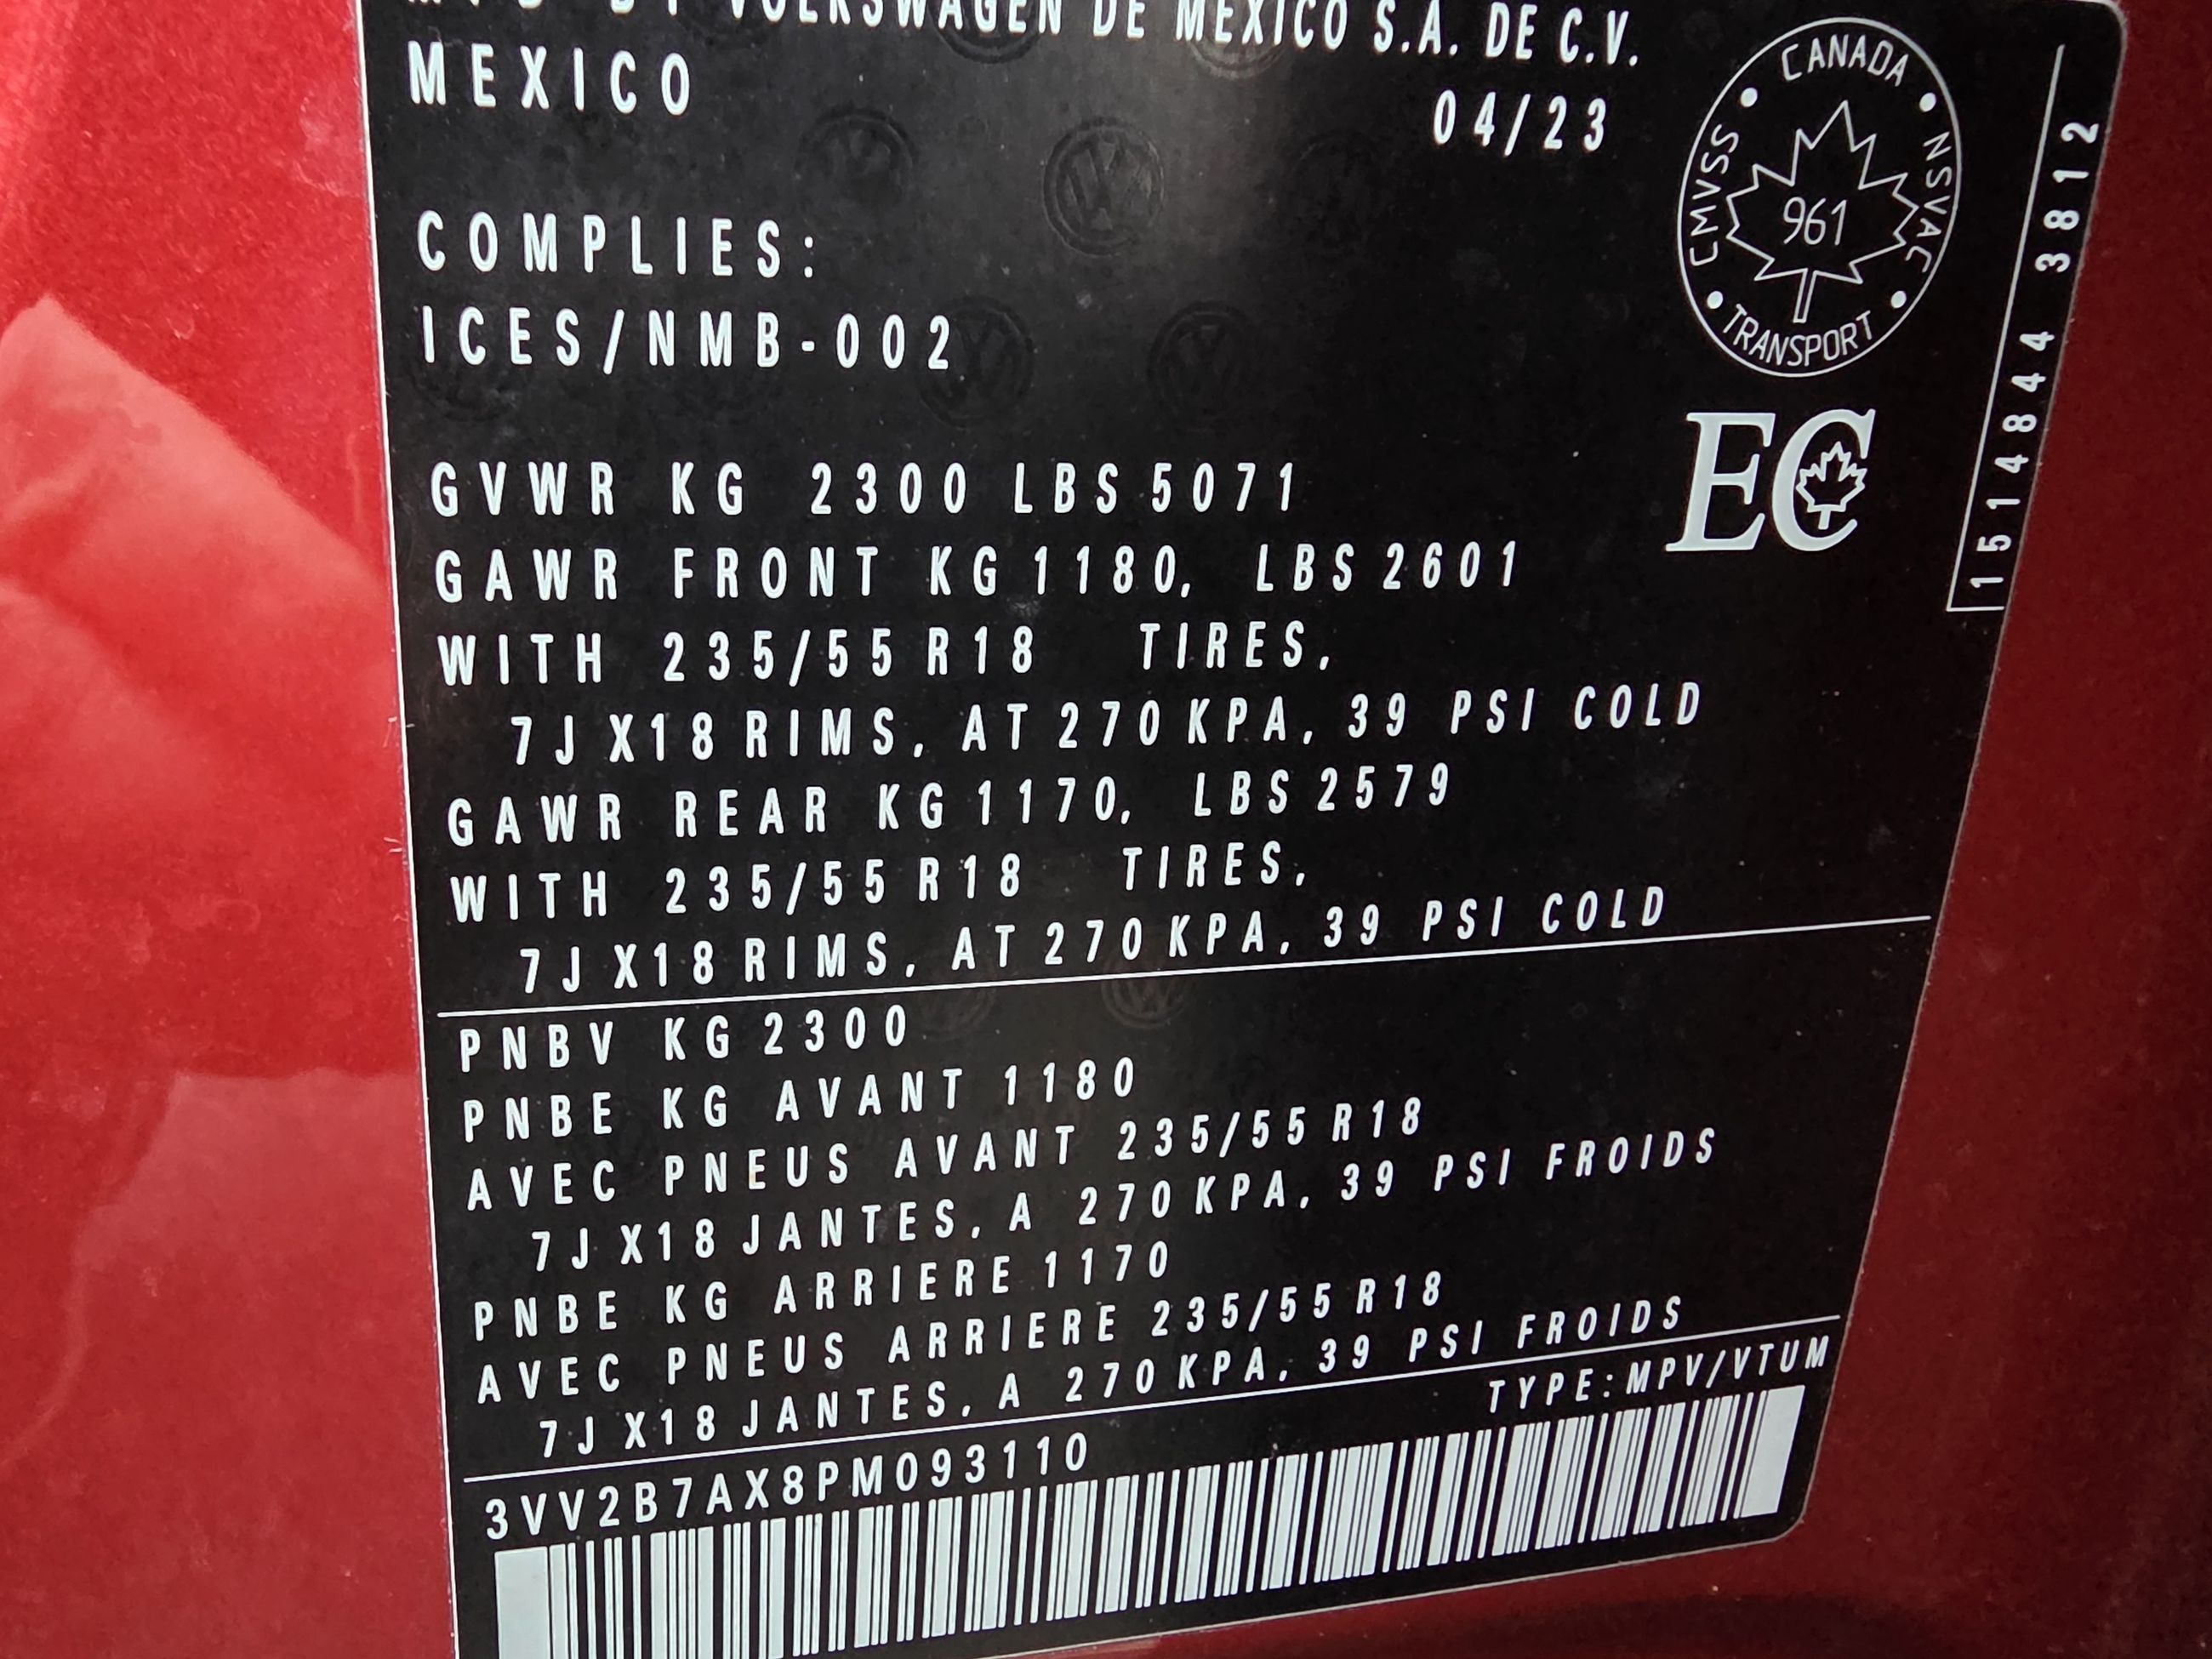 MFD BY VOLKSWAGEN DE MEXICO S.A. DE C.V.
MEXICO
04/23
COMPLIES:
ICES/NMB-002
GVWR KG 2300 LBS 5071
GAWR FRONT KG 1180, LBS 2601
WITH 235/55 R18 TIRES,
7J X18 RIMS, AT 270 KPA, 39 PSI COLD
GAWR REAR KG 1170, LBS 2579
WITH 235/55 R18 TIRES,
7J X18 RIMS, AT 270 KPA, 39 PSI COLD
PNBV KG 2300
PNBE KG AVANT 1180
AVEC PNEUS AVANT 235/55 R18
7J X18 JANTES, A 270 KPA, 39 PSI FROIDS
PNBE KG ARRIERE 1170
AVEC PNEUS ARRIERE 235/55 R18
7J X18 JANTES, A 270 KPA, 39 PSI FROIDS
TYPE:MPV/VTUM
3VV2B7AX8PM093110
CANADA • NSVAC • TRANSPORT • CMVSS •
961
EC
1514844 3812